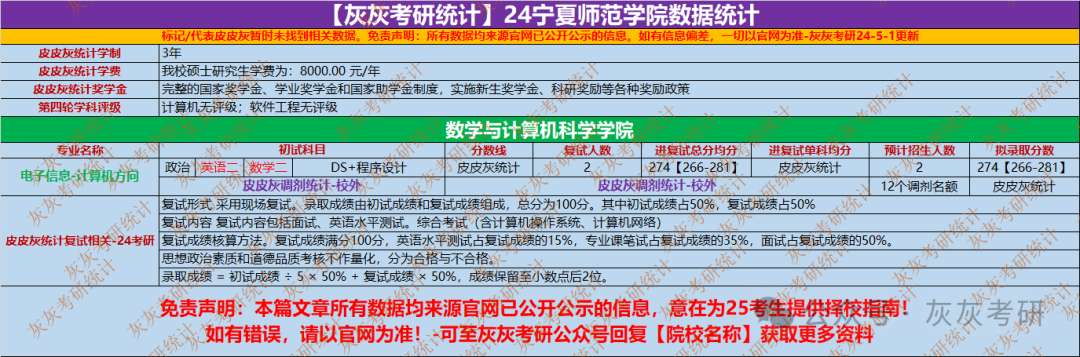 【灰灰考研统计】24宁夏师范学院数据统计
标记/代表皮皮灰暂时未找到相关数据。免责声明：所有数据均来源官网已公开公示的信息。如有信息偏差，一切以官网为准-灰灰考研24-5-1更新
皮皮灰统计学制 3年
皮皮灰统计学费 我校硕士研究生学费为：8000.00 元/年
皮皮灰统计奖学金 完整的国家奖学金、学业奖学金和国家助学金制度，实施新生奖学金、科研奖励等各种奖励政策
第四轮学科评级 计算机无评级；软件工程无评级
数学与计算机科学学院
专业名称 初试科目 分数线 复试人数 进复试总分均分 进复试单科均分 预计招生人数 拟录取分数
电子信息-计算机方向 政治 英语二 数学二 DS+程序设计 皮皮灰统计 2 274【266-281】 皮皮灰统计 2 274【266-281】
皮皮灰调剂统计-校外 皮皮灰调剂统计-校外 12个调剂名额 皮皮灰统计
皮皮灰统计复试相关-24考研
复试形式 采用现场复试。录取成绩由初试成绩和复试成绩组成，总分为100分。其中初试成绩占50%，复试成绩占50%
复试内容 复试内容包括面试、英语水平测试。综合考试（含计算机操作系统、计算机网络）
复试成绩核算方法。复试成绩满分100分，英语水平测试占复试成绩的15%，专业课笔试占复试成绩的35%，面试占复试成绩的50%。
思想政治素质和道德品质考核不作量化，分为合格与不合格。
录取成绩 = 初试成绩 ÷ 5 × 50% + 复试成绩 × 50%，成绩保留至小数点后2位。
免责声明：本篇文章所有数据均来源官网已公开公示的信息，意在为25考生提供择校指南！
如有错误，请以官网为准！-可至灰灰考研公众号回复【院校名称】获取更多资料
公众号 灰灰考研